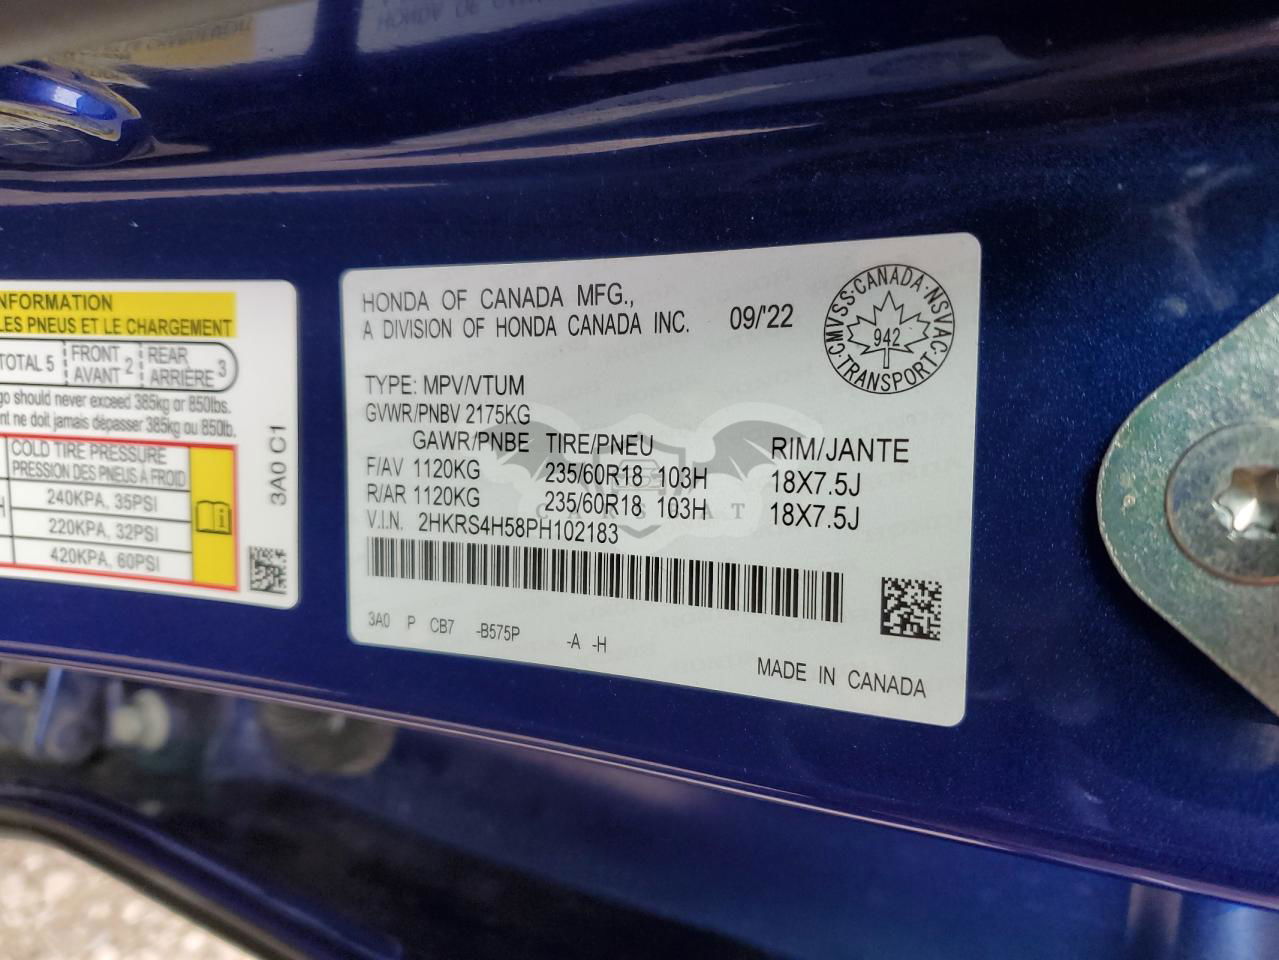 NFORMATION
LES PNEUS ET LE CHARGEMENT
TOTAL 5 FRONT AVANT 2 REAR ARRIÈRE 3
go should never exceed 385kg or 850lbs.
nt ne doit jamais dépasser 385kg ou 850lb.
COLD TIRE PRESSURE
PRESSION DES PNEUS À FROID
240KPA, 35PSI
220KPA, 32PSI
420KPA, 60PSI
3A0 C1
HONDA OF CANADA MFG.,
A DIVISION OF HONDA CANADA INC. 09/'22
CMVSS·CANADA·NSVAC·TRANSPORT
942
TYPE: MPV/VTUM
GVWR/PNBV 2175KG
GAWR/PNBE TIRE/PNEU RIM/JANTE
F/AV 1120KG 235/60R18 103H 18X7.5J
R/AR 1120KG 235/60R18 103H 18X7.5J
V.I.N. 2HKRS4H58PH102183
3A0 P CB7 -B575P -A -H
MADE IN CANADA